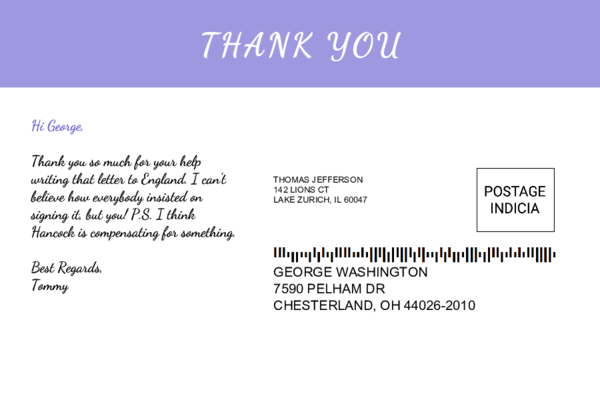 THANK YOU
Hi George,
Thank you so much for your help
writing that letter to England. I can't
believe how everybody insisted on
signing it, but you! P.S. I think
Hancock is compensating for something.
Best Regards,
Tommy
THOMAS JEFFERSON
142 LIONS CT
LAKE ZURICH, IL 60047
POSTAGE
INDICIA
GEORGE WASHINGTON
7590 PELHAM DR
CHESTERLAND, OH 44026-2010